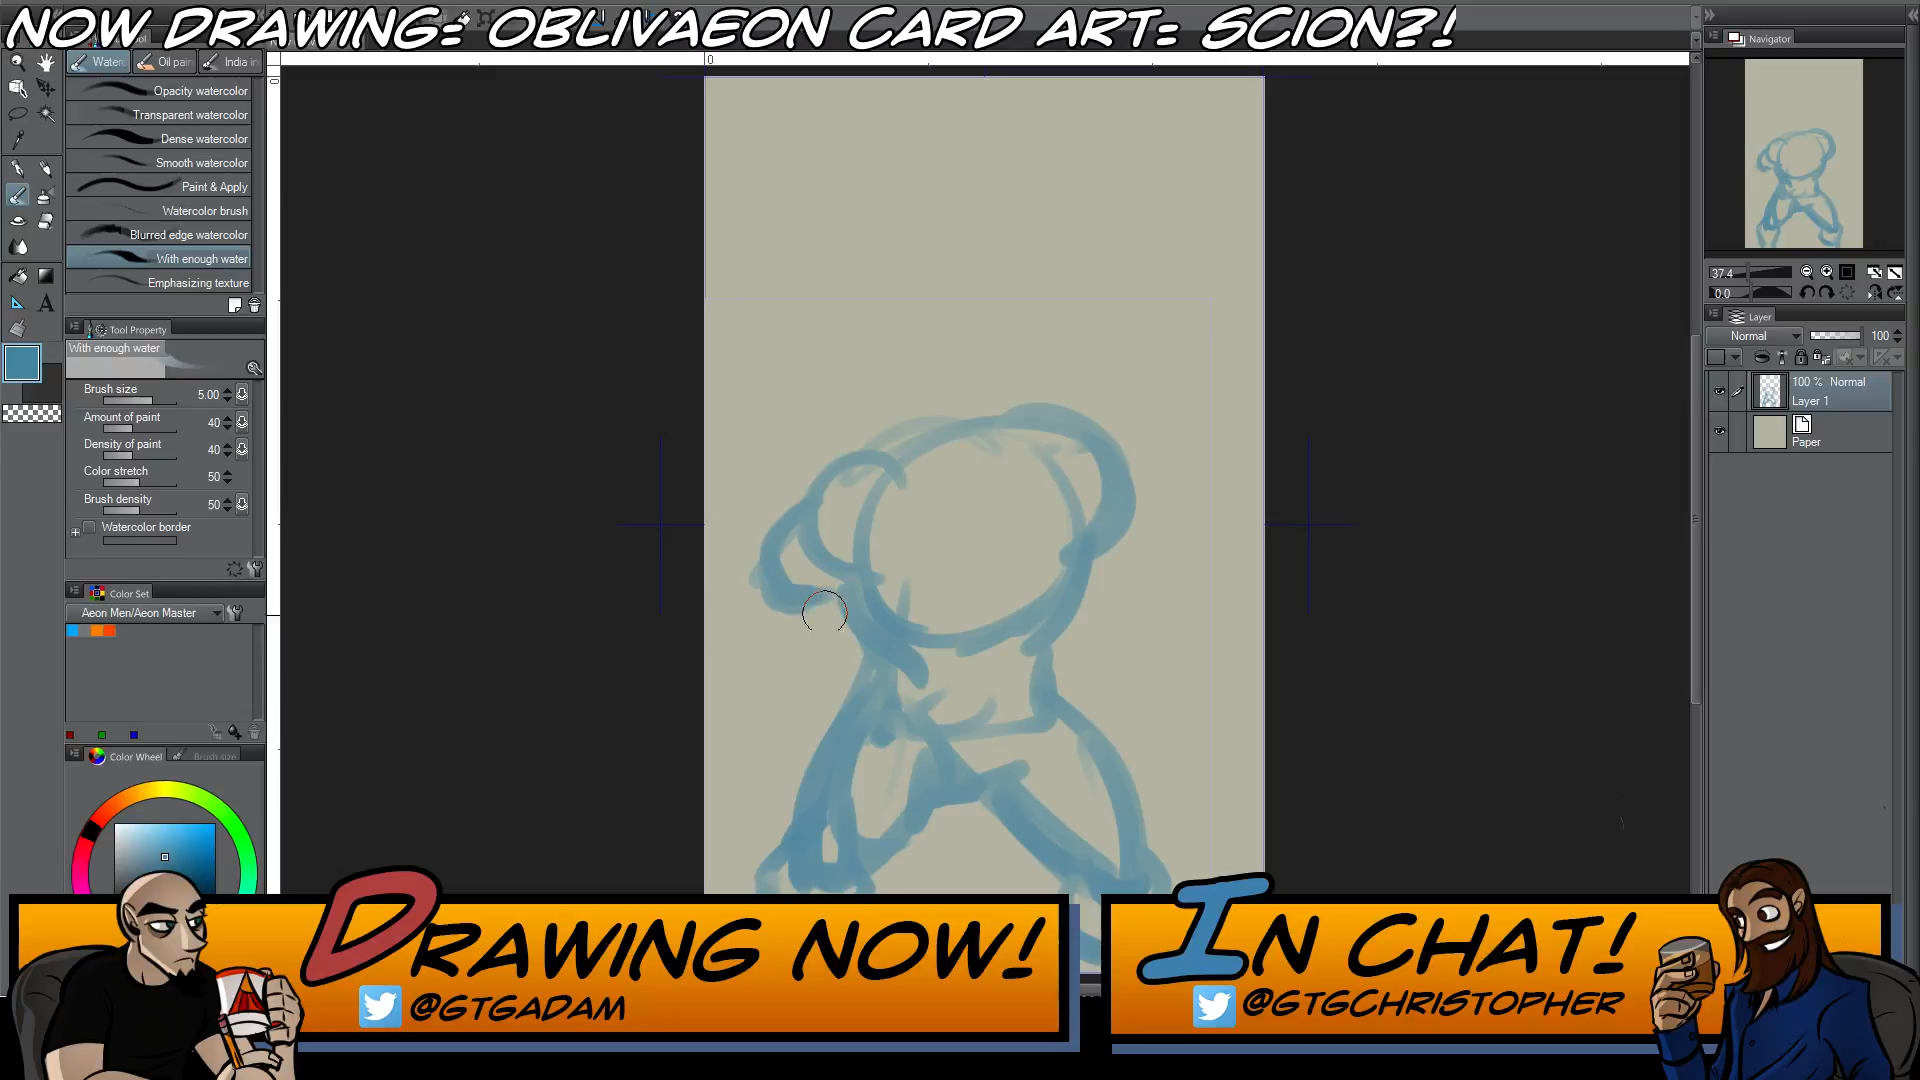 NOW DRAWING: OBLIVAEON CARD ART: SCION?!
Oil pain
India in
Opacity watercolor
Transparent watercolor
Dense watercolor
Smooth watercolor
Paint & Apply
Watercolor brush
Blurred edge watercolor
With enough water
Emphasizing texture
Tool Property
With enough water
Brush size 5.00
Amount of paint 40
Density of paint 40
Color stretch 50
Brush density 50
Watercolor border
Color Set
Aeon Men/Aeon Master
Color Wheel
Brush size
0
Navigator
37.4
0.0
Layer
Normal 100
100 % Normal
Layer 1
Paper
DRAWING NOW!
@GTGADAM
IN CHAT!
@GTGCHRISTOPHER